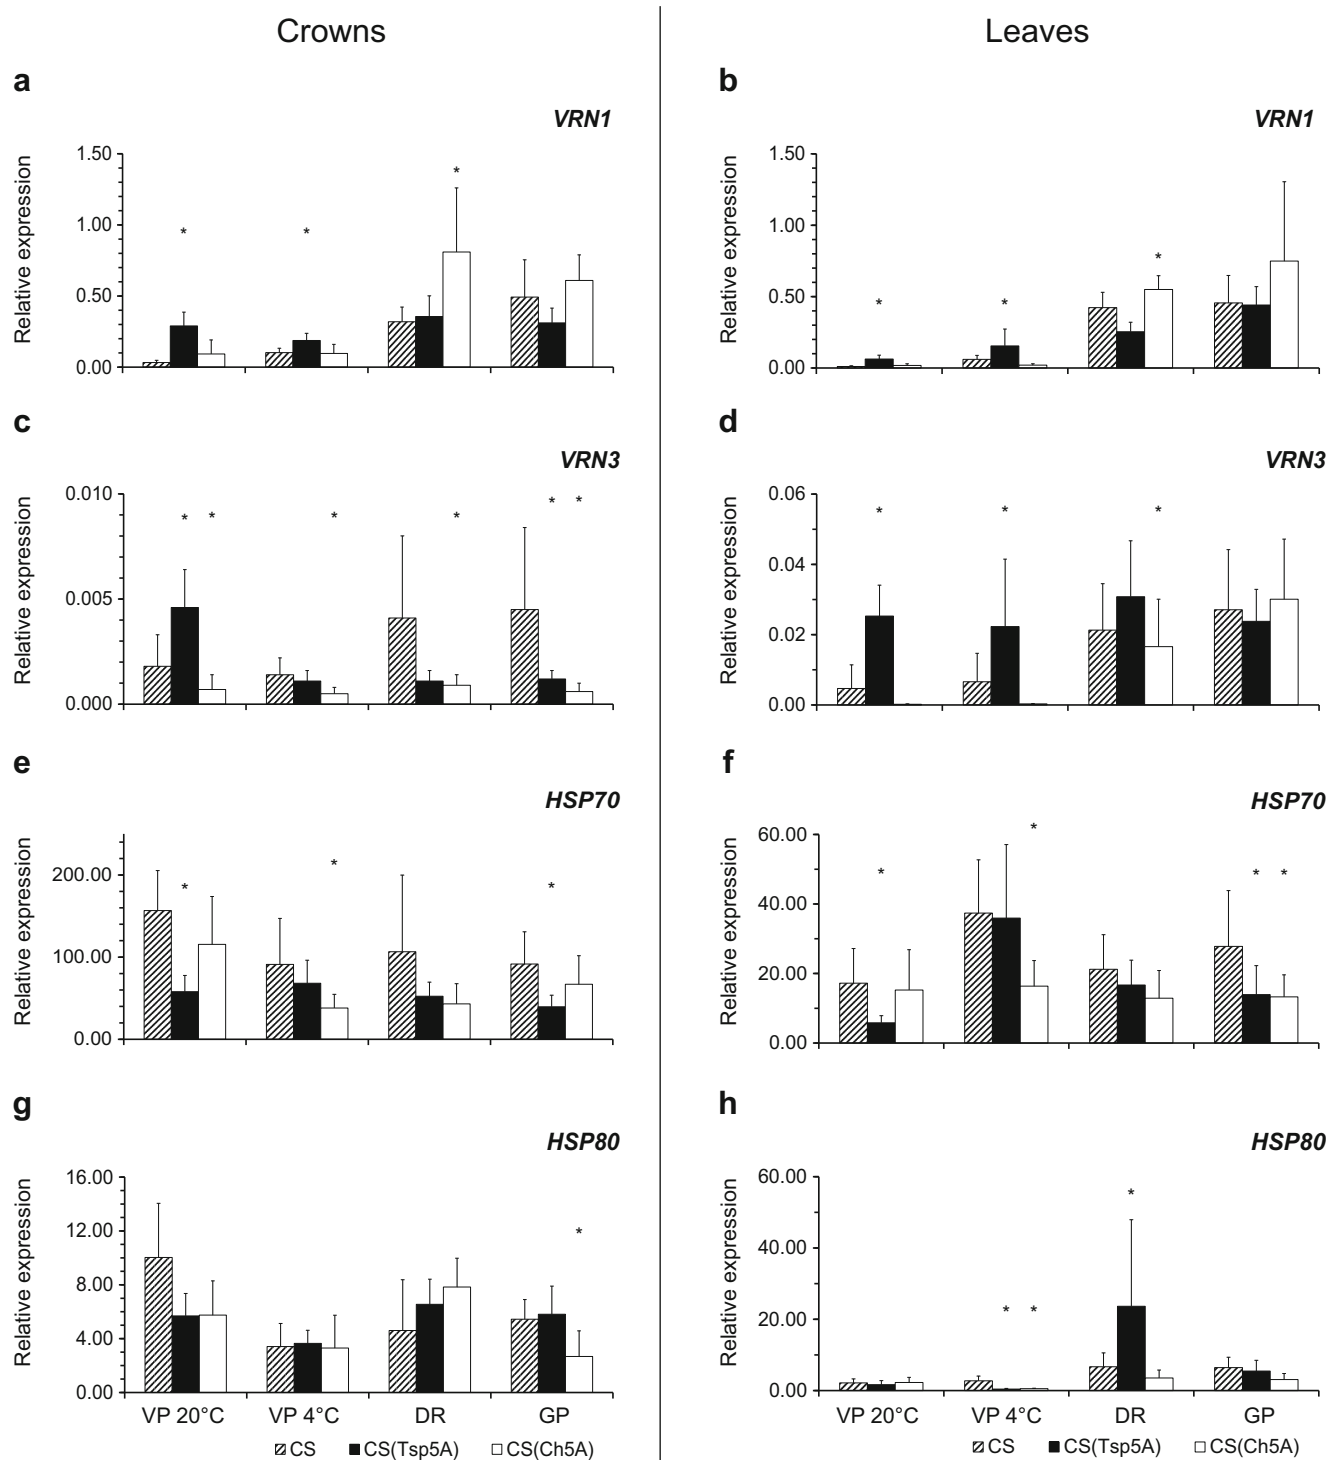 Crowns
Leaves
a
VRN1
Relative expression
1.50
1.00
0.50
0.00
* * *
b
VRN1
Relative expression
1.50
1.00
0.50
0.00
* * *
c
VRN3
Relative expression
0.010
0.005
0.000
* * * * * *
d
VRN3
Relative expression
0.06
0.04
0.02
0.00
* * *
e
HSP70
Relative expression
200.00
100.00
0.00
* * *
f
HSP70
Relative expression
60.00
40.00
20.00
0.00
* * * *
g
HSP80
Relative expression
16.00
12.00
8.00
4.00
0.00
*
VP 20°C VP 4°C DR GP
CS CS(Tsp5A) CS(Ch5A)
h
HSP80
Relative expression
60.00
40.00
20.00
0.00
* * *
VP 20°C VP 4°C DR GP
CS CS(Tsp5A) CS(Ch5A)